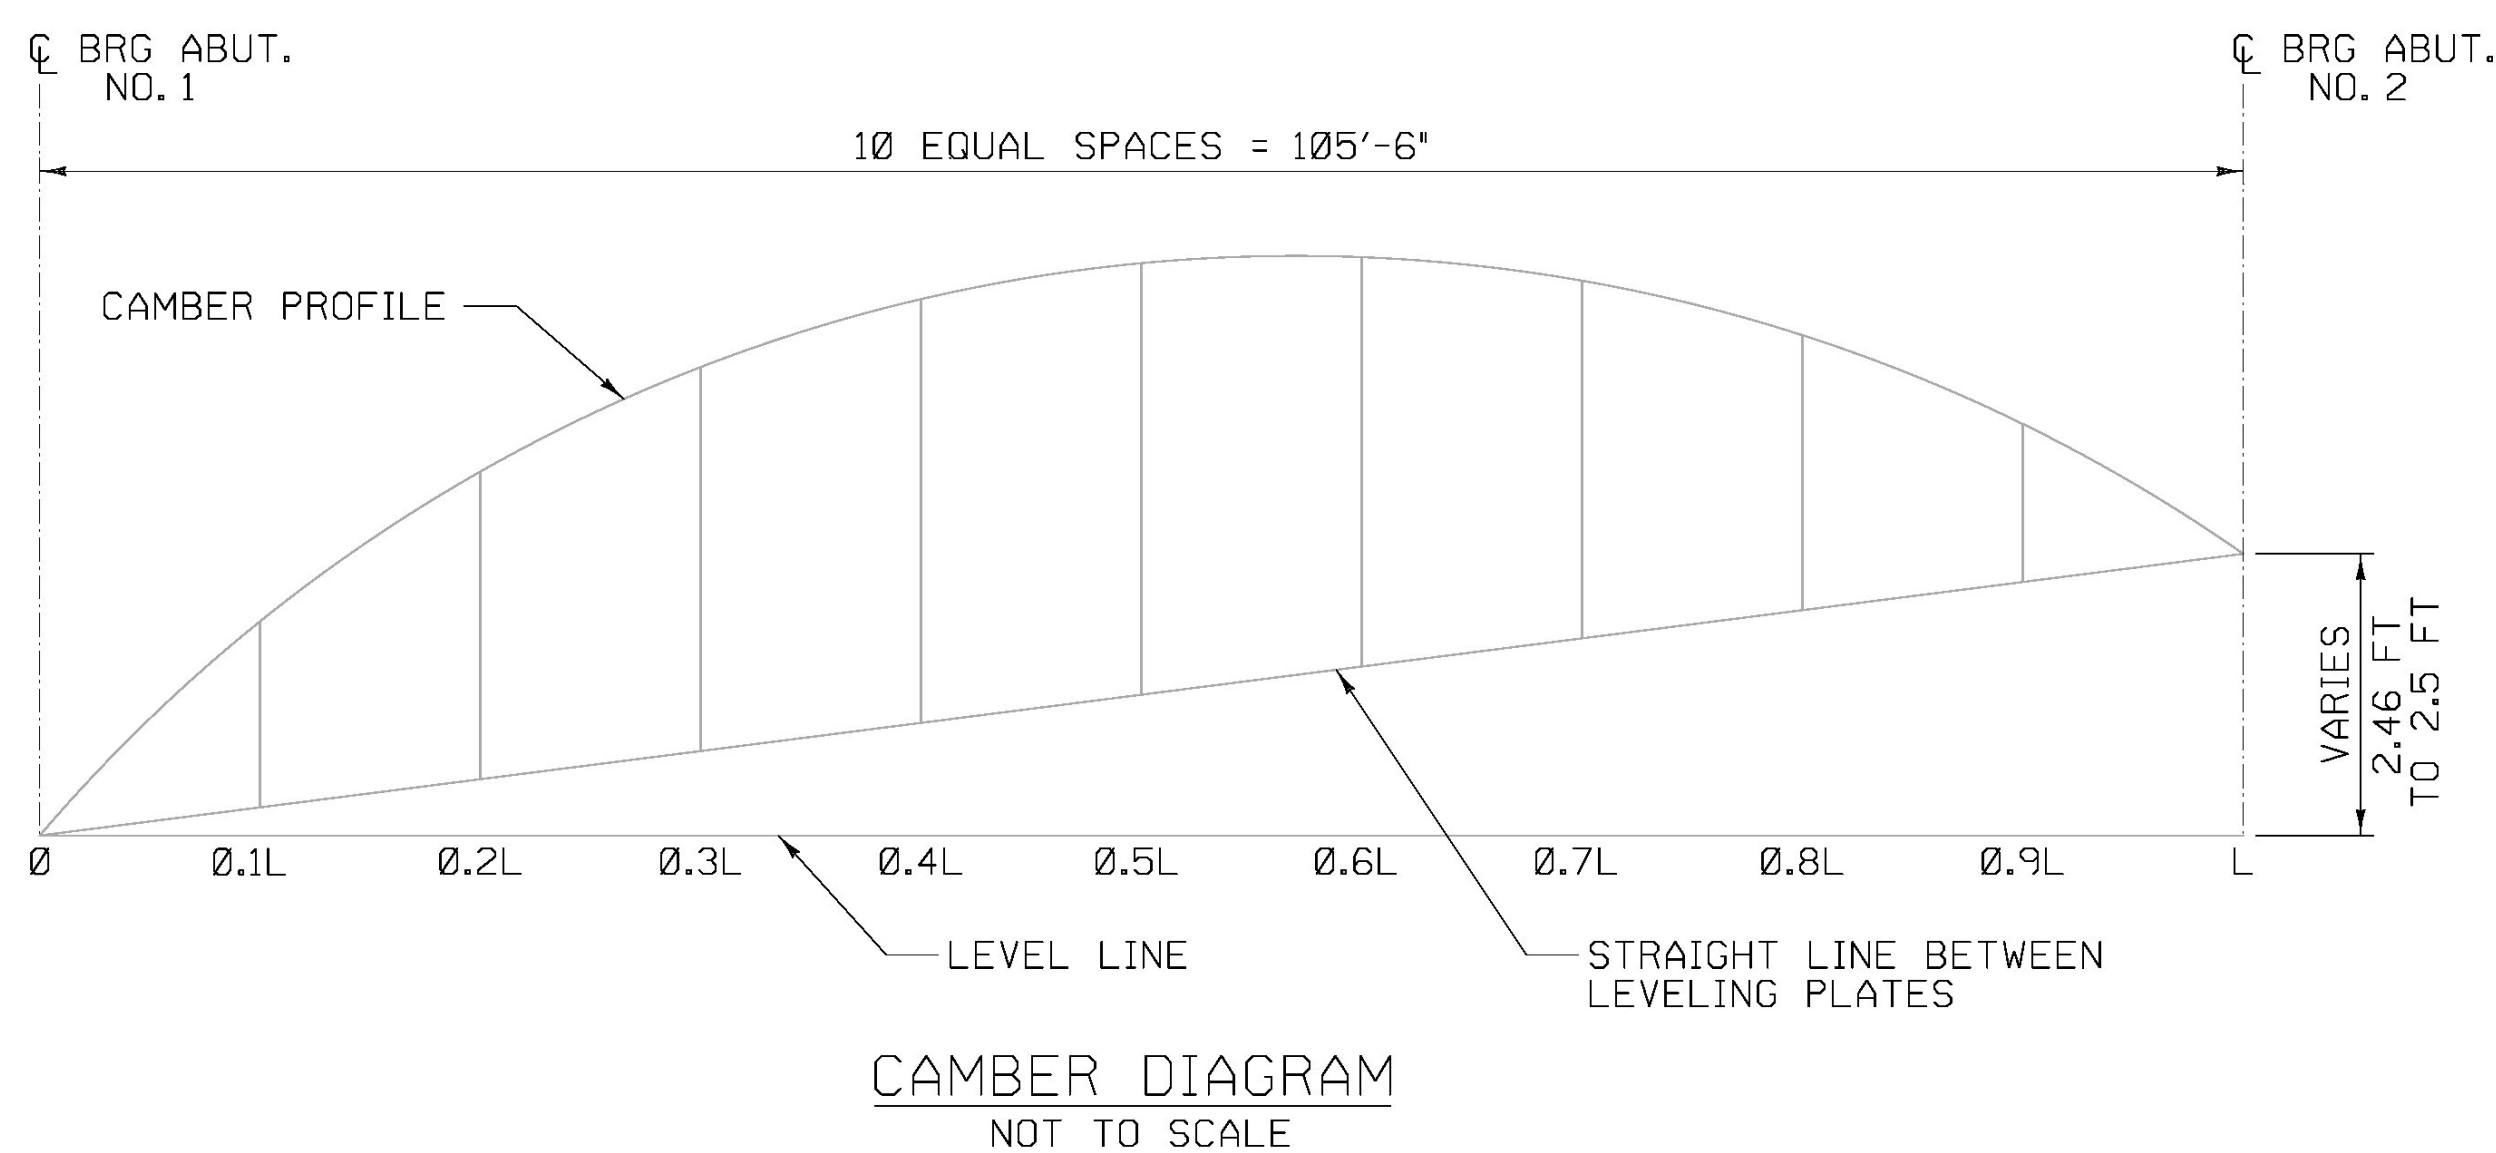 ℄ BRG ABUT.
NO. 1
℄ BRG ABUT.
NO. 2
10 EQUAL SPACES = 105'-6"
CAMBER PROFILE
VARIES
2.46 FT
TO 2.5 FT
0
0.1L
0.2L
0.3L
0.4L
0.5L
0.6L
0.7L
0.8L
0.9L
L
LEVEL LINE
STRAIGHT LINE BETWEEN
LEVELING PLATES
CAMBER DIAGRAM
NOT TO SCALE